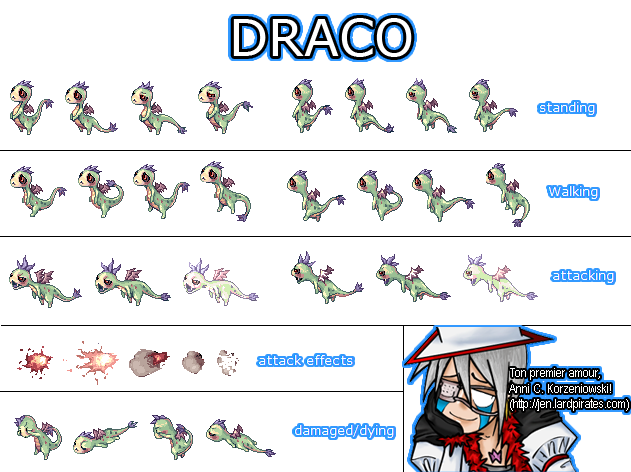 DRACO
standing
Walking
attacking
attack effects
damaged/dying
Ton premier amour,
Anni C. Korzeniowski!
(http://jen.lardpirates.com)